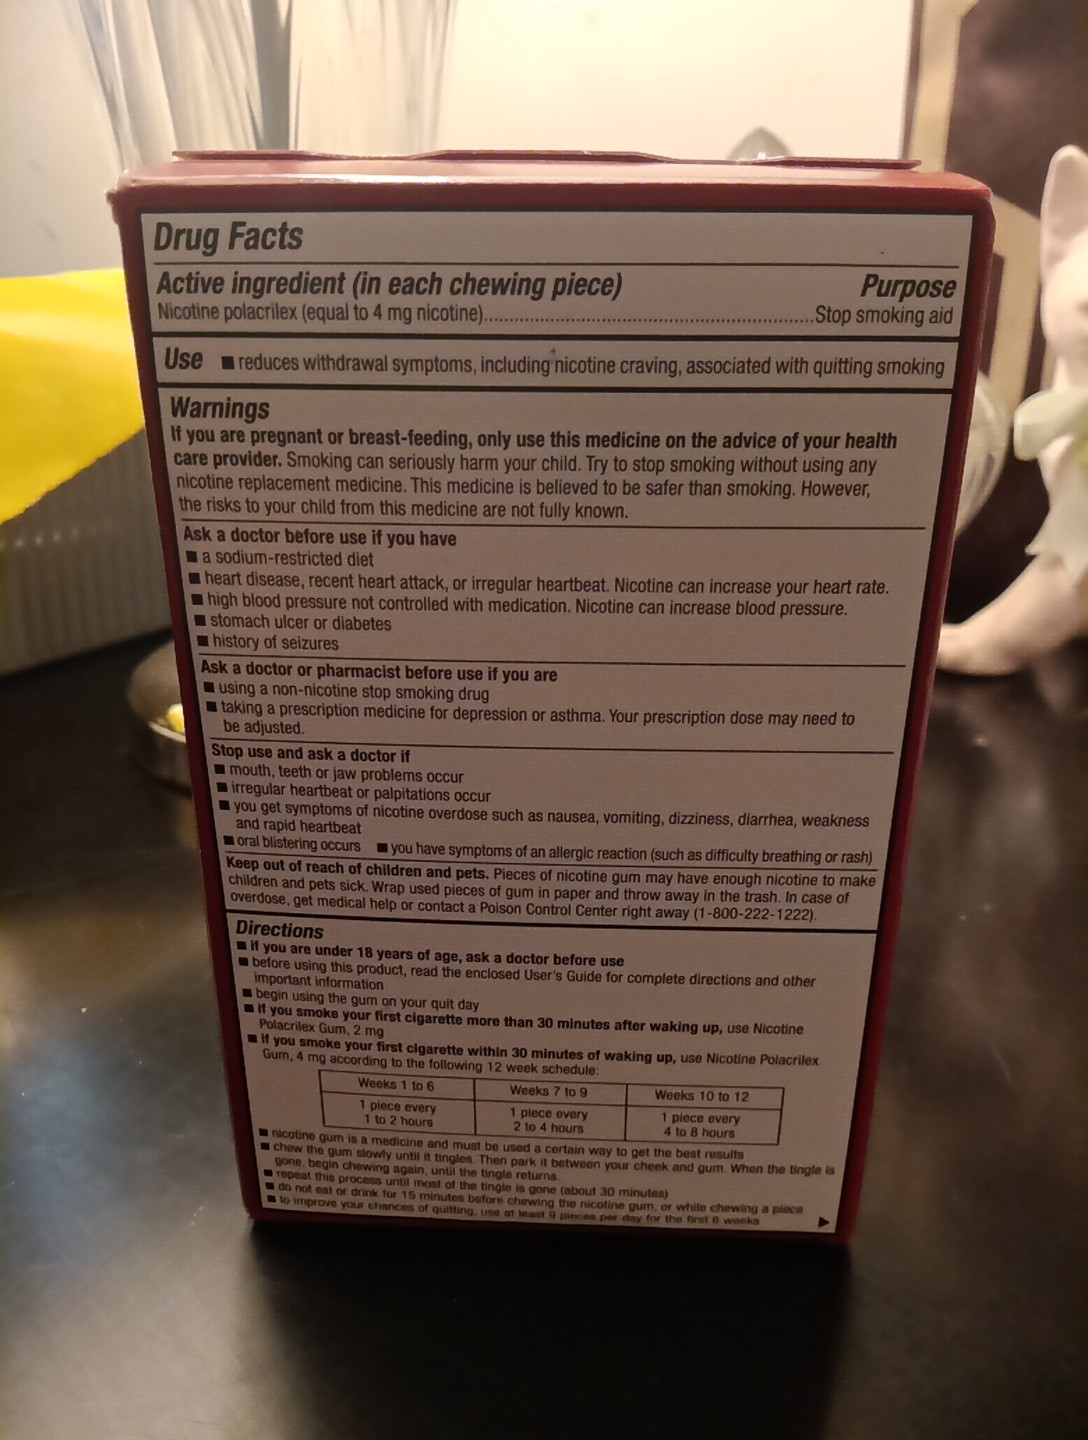 Drug Facts
Active ingredient (in each chewing piece) Purpose
Nicotine polacrilex (equal to 4 mg nicotine)..........................................................Stop smoking aid
Use ■ reduces withdrawal symptoms, including nicotine craving, associated with quitting smoking
Warnings
If you are pregnant or breast-feeding, only use this medicine on the advice of your health
care provider. Smoking can seriously harm your child. Try to stop smoking without using any
nicotine replacement medicine. This medicine is believed to be safer than smoking. However,
the risks to your child from this medicine are not fully known.
Ask a doctor before use if you have
■ a sodium-restricted diet
■ heart disease, recent heart attack, or irregular heartbeat. Nicotine can increase your heart rate.
■ high blood pressure not controlled with medication. Nicotine can increase blood pressure.
■ stomach ulcer or diabetes
■ history of seizures
Ask a doctor or pharmacist before use if you are
■ using a non-nicotine stop smoking drug
■ taking a prescription medicine for depression or asthma. Your prescription dose may need to
be adjusted.
Stop use and ask a doctor if
■ mouth, teeth or jaw problems occur
■ irregular heartbeat or palpitations occur
■ you get symptoms of nicotine overdose such as nausea, vomiting, dizziness, diarrhea, weakness
and rapid heartbeat
■ oral blistering occurs ■ you have symptoms of an allergic reaction (such as difficulty breathing or rash)
Keep out of reach of children and pets. Pieces of nicotine gum may have enough nicotine to make
children and pets sick. Wrap used pieces of gum in paper and throw away in the trash. In case of
overdose, get medical help or contact a Poison Control Center right away (1-800-222-1222).
Directions
■ if you are under 18 years of age, ask a doctor before use
■ before using this product, read the enclosed User's Guide for complete directions and other
important information
■ begin using the gum on your quit day
■ if you smoke your first cigarette more than 30 minutes after waking up, use Nicotine
Polacrilex Gum, 2 mg
■ if you smoke your first cigarette within 30 minutes of waking up, use Nicotine Polacrilex
Gum, 4 mg according to the following 12 week schedule:
Weeks 1 to 6 Weeks 7 to 9 Weeks 10 to 12
1 piece every 1 piece every 1 piece every
1 to 2 hours 2 to 4 hours 4 to 8 hours
■ nicotine gum is a medicine and must be used a certain way to get the best results
■ chew the gum slowly until it tingles. Then park it between your cheek and gum. When the tingle is
gone, begin chewing again, until the tingle returns.
■ repeat this process until most of the tingle is gone (about 30 minutes)
■ do not eat or drink for 15 minutes before chewing the nicotine gum, or while chewing a piece
■ to improve your chances of quitting, use at least 9 pieces per day for the first 6 weeks